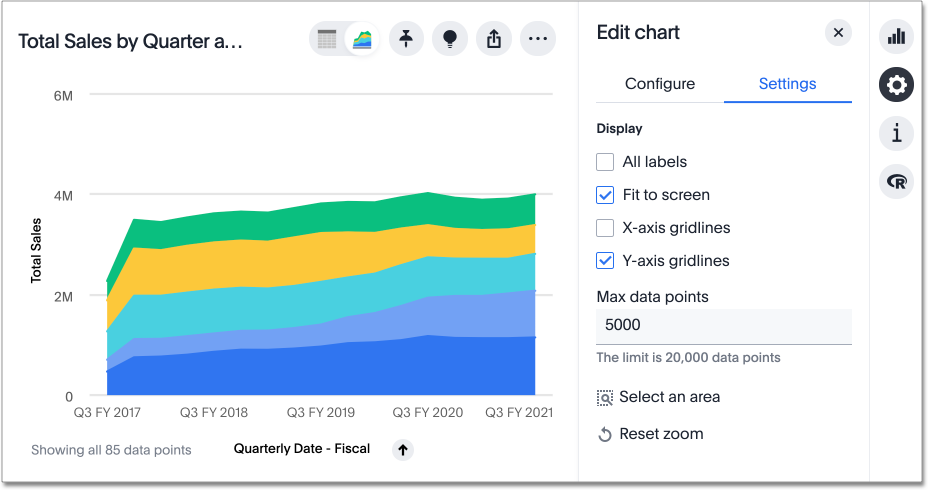 Total Sales by Quarter a...
6M
4M
2M
0
Total Sales
Q3 FY 2017
Q3 FY 2018
Q3 FY 2019
Q3 FY 2020
Q3 FY 2021
Showing all 85 data points
Quarterly Date - Fiscal
Edit chart
Configure
Settings
Display
All labels
Fit to screen
X-axis gridlines
Y-axis gridlines
Max data points
5000
The limit is 20,000 data points
Select an area
Reset zoom
i
R